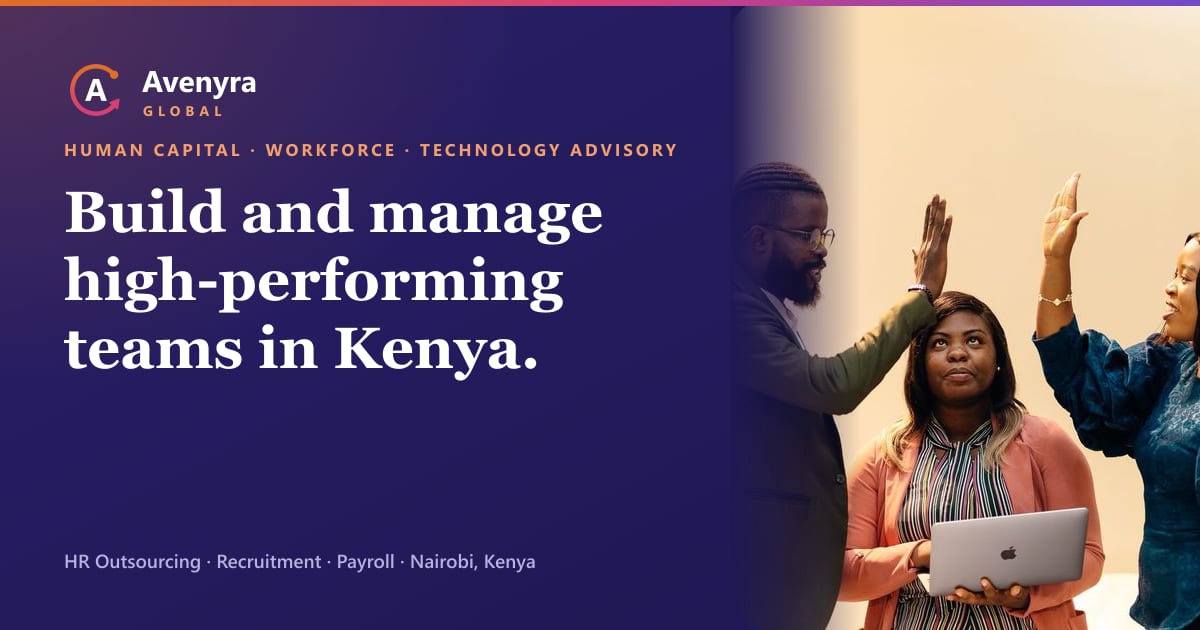 A
Avenyra
GLOBAL
HUMAN CAPITAL · WORKFORCE · TECHNOLOGY ADVISORY
Build and manage
high-performing
teams in Kenya.
HR Outsourcing · Recruitment · Payroll · Nairobi, Kenya